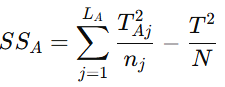 $SS_A = \sum_{j=1}^{L_A} \frac{T_{Aj}^2}{n_j} - \frac{T^2}{N}$